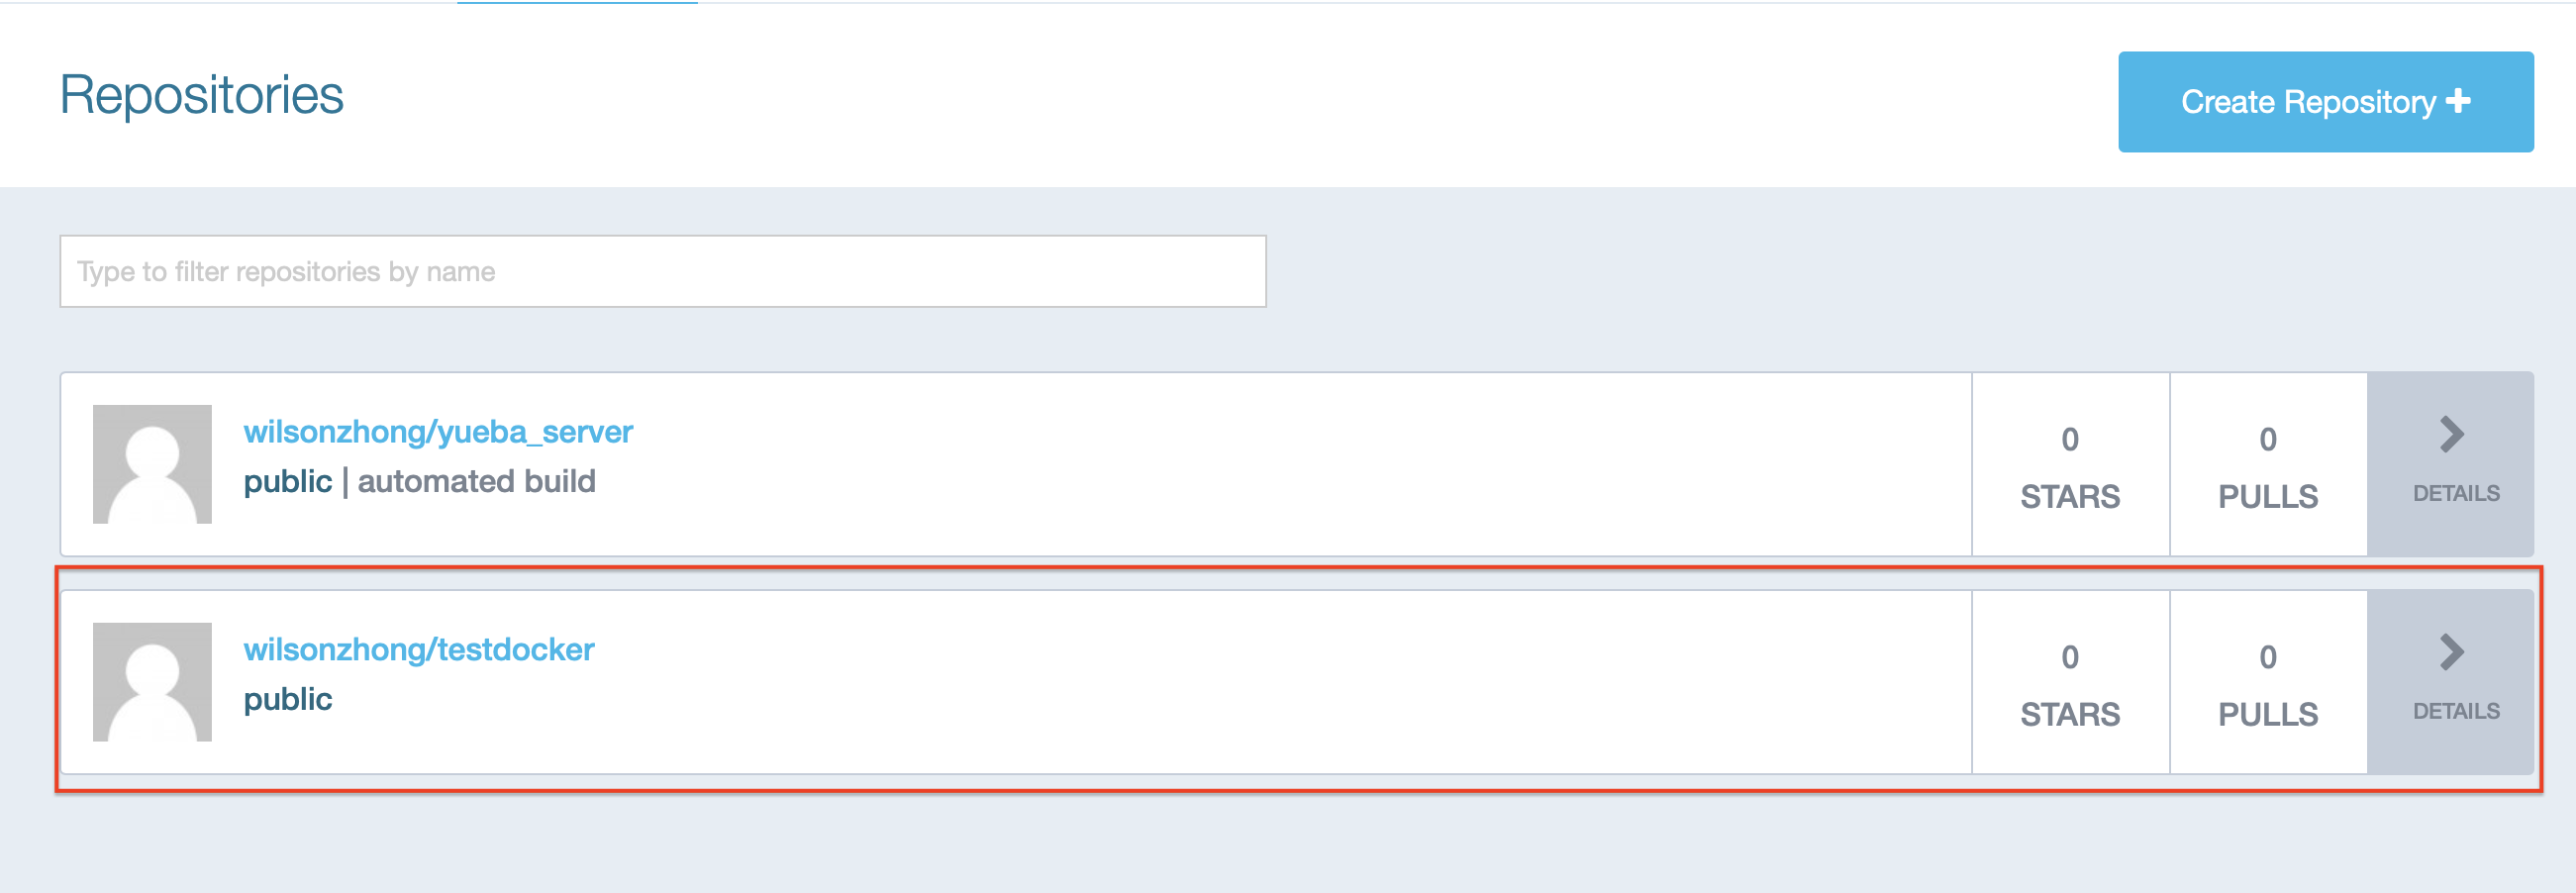 Repositories
Create Repository
Type to filter repositories by name
wilsonzhong/yueba_server
public | automated build
0
STARS
0
PULLS
DETAILS
wilsonzhong/testdocker
public
0
STARS
0
PULLS
DETAILS